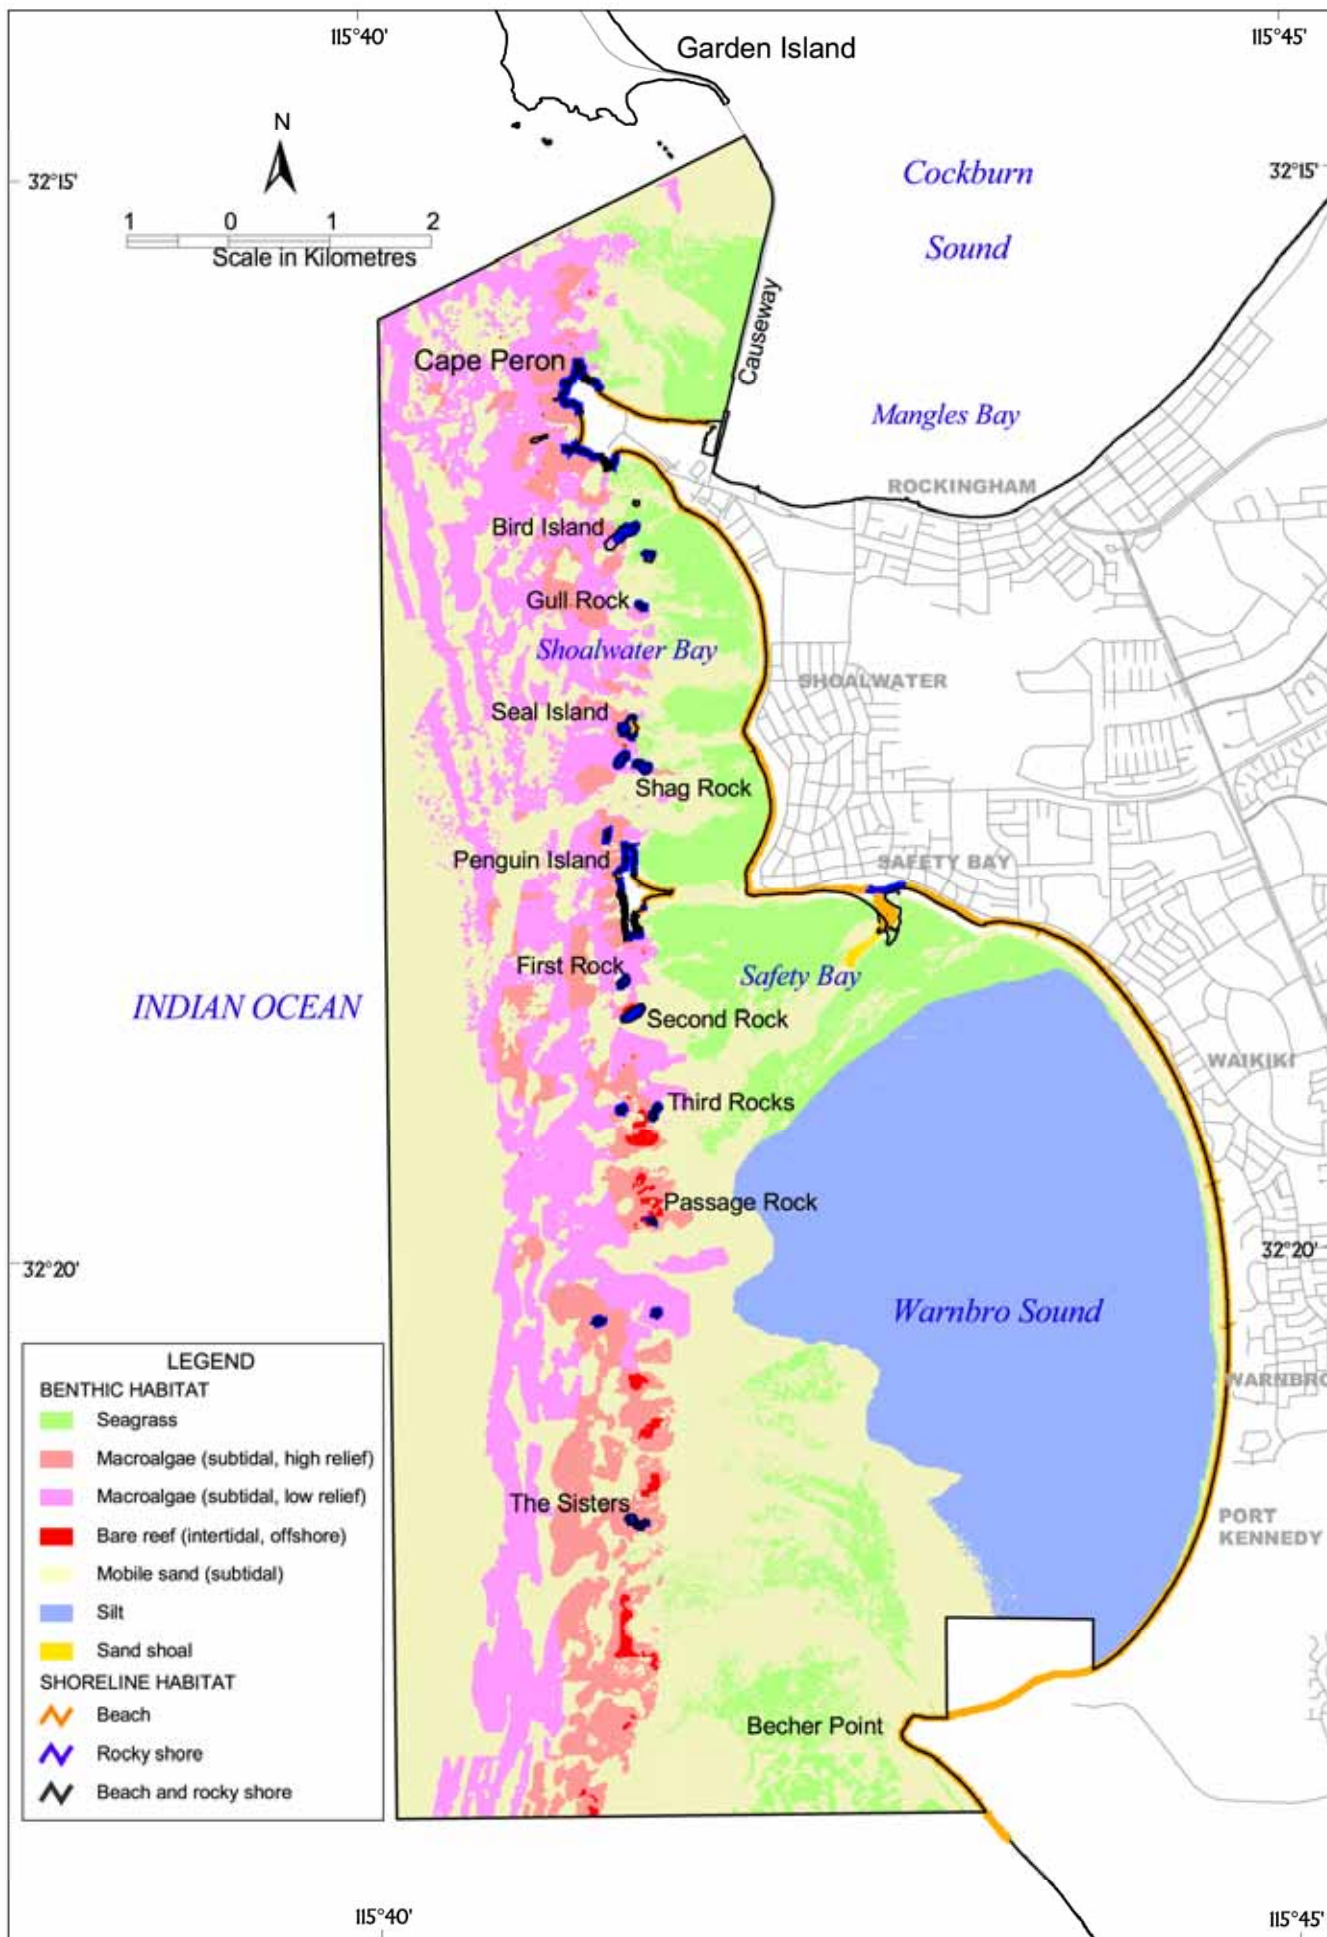 115°40'
115°45'
Garden Island
N
32°15'
32°15'
Cockburn
Sound
1 0 1 2
Scale in Kilometres
Causeway
Cape Peron
Mangles Bay
ROCKINGHAM
Bird Island
Gull Rock
Shoalwater Bay
SHOALWATER
Seal Island
Shag Rock
Penguin Island
SAFETY BAY
First Rock
Safety Bay
INDIAN OCEAN
Second Rock
WAIKIKI
Third Rocks
Passage Rock
32°20'
32°20'
Warnbro Sound
LEGEND
BENTHIC HABITAT
Seagrass
Macroalgae (subtidal, high relief)
Macroalgae (subtidal, low relief)
Bare reef (intertidal, offshore)
Mobile sand (subtidal)
Silt
Sand shoal
SHORELINE HABITAT
Beach
Rocky shore
Beach and rocky shore
WARNBRO
The Sisters
PORT
KENNEDY
Becher Point
115°40'
115°45'